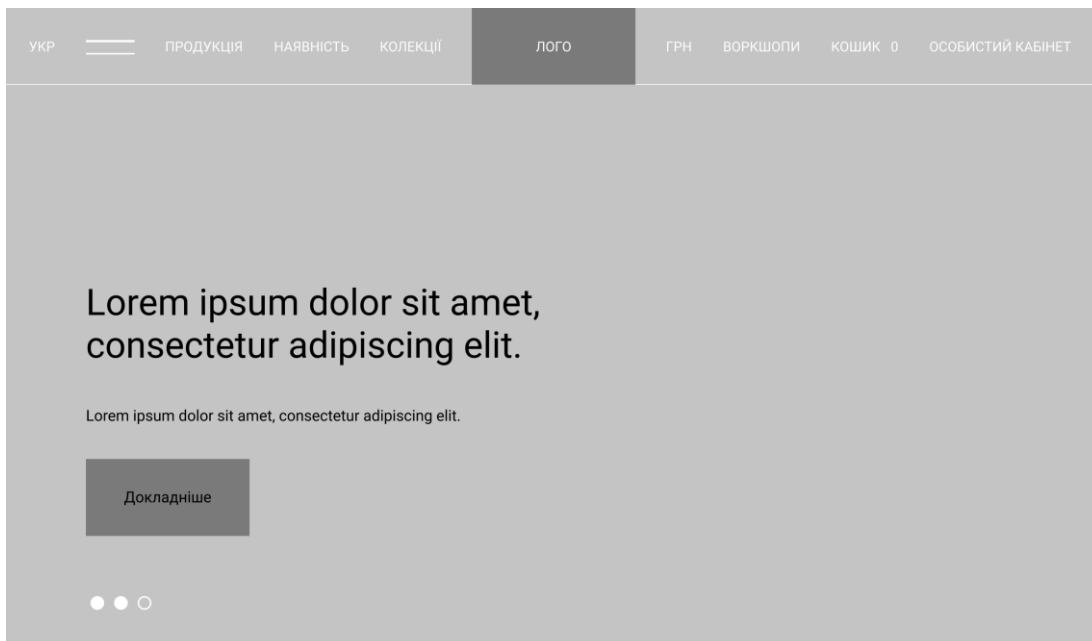 УКР ПРОДУКЦІЯ НАЯВНІСТЬ КОЛЕКЦІЇ ЛОГО ГРН ВОРКШОПИ КОШИК 0 ОСОБИСТИЙ КАБІНЕТ
Lorem ipsum dolor sit amet,
consectetur adipiscing elit.
Lorem ipsum dolor sit amet, consectetur adipiscing elit.
Докладніше